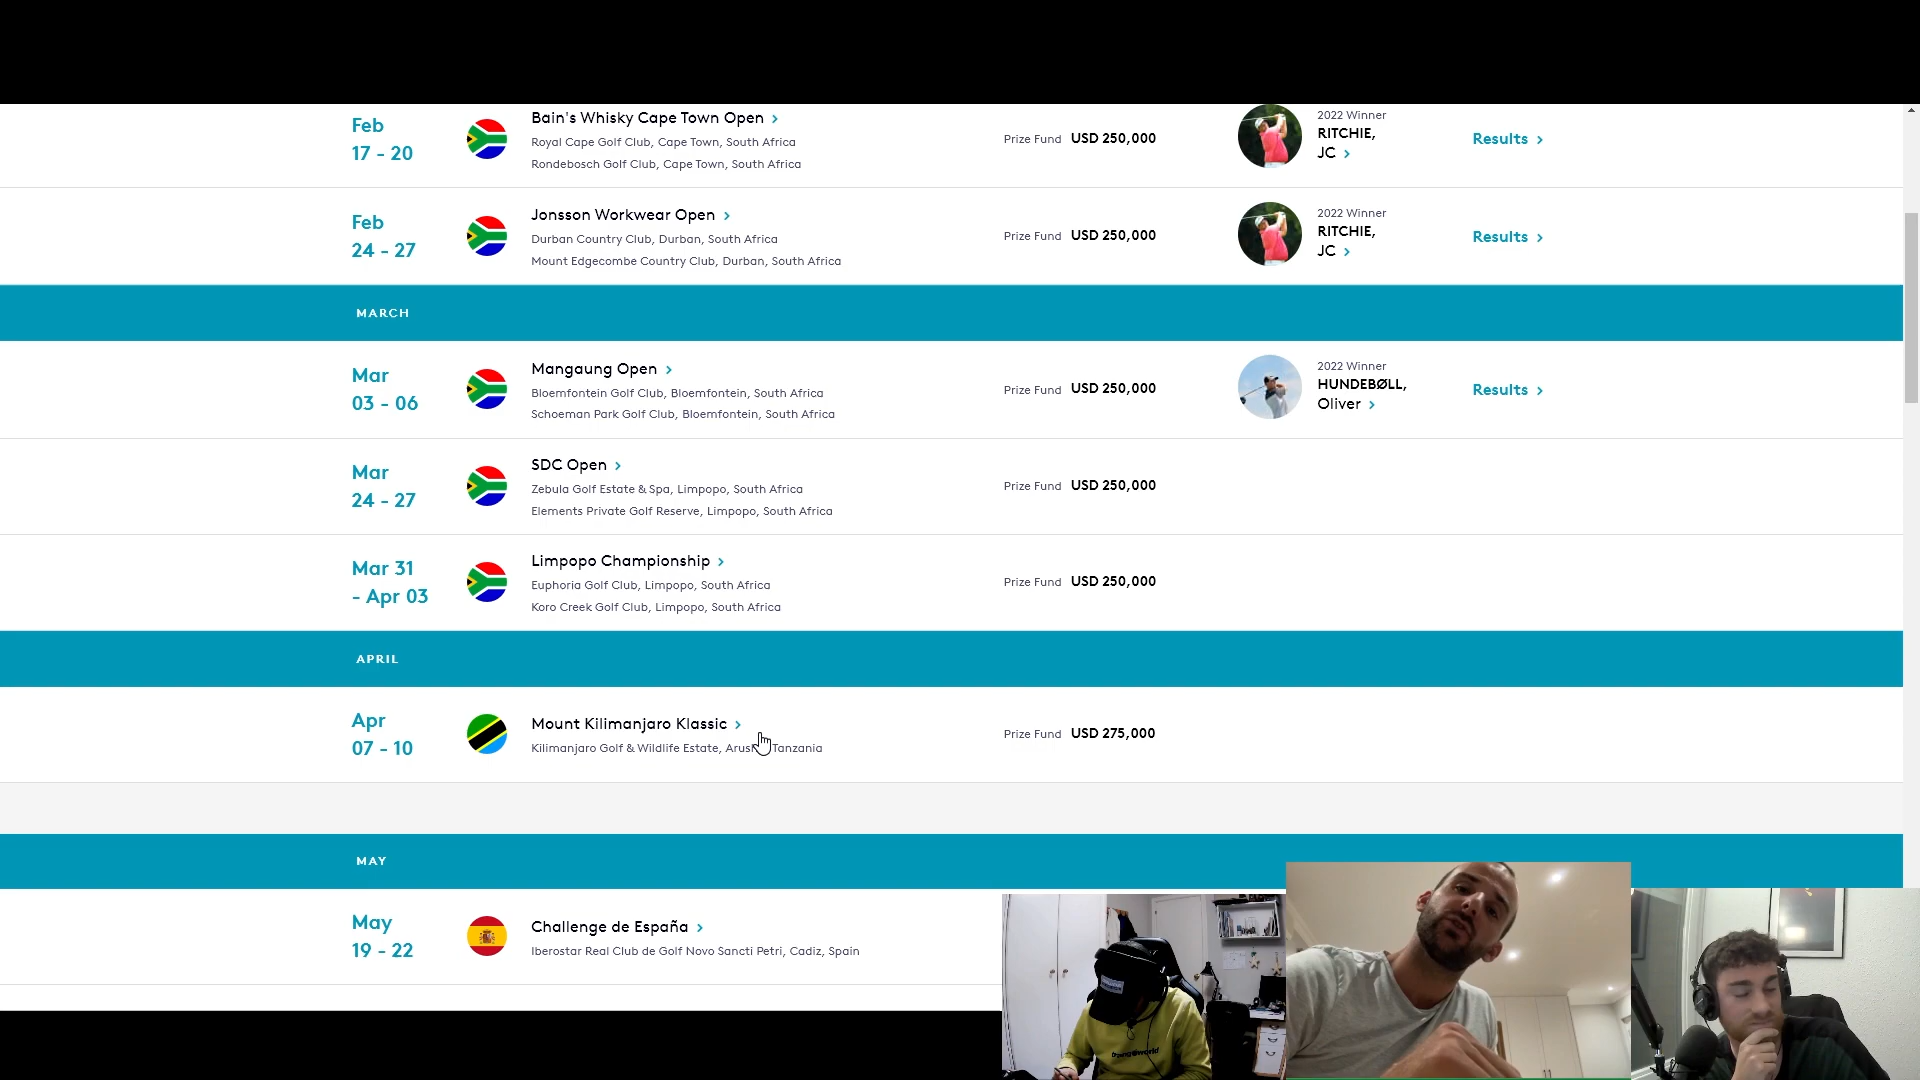 Feb
17 - 20
Bain's Whisky Cape Town Open
Royal Cape Golf Club, Cape Town, South Africa
Rondebosch Golf Club, Cape Town, South Africa
Prize Fund USD 250,000
2022 Winner
RITCHIE,
JC
Results
Feb
24 - 27
Jonsson Workwear Open
Durban Country Club, Durban, South Africa
Mount Edgecombe Country Club, Durban, South Africa
Prize Fund USD 250,000
2022 Winner
RITCHIE,
JC
Results
MARCH
Mar
03 - 06
Mangaung Open
Bloemfontein Golf Club, Bloemfontein, South Africa
Schoeman Park Golf Club, Bloemfontein, South Africa
Prize Fund USD 250,000
2022 Winner
HUNDEBØLL,
Oliver
Results
Mar
24 - 27
SDC Open
Zebula Golf Estate & Spa, Limpopo, South Africa
Elements Private Golf Reserve, Limpopo, South Africa
Prize Fund USD 250,000
Mar 31
- Apr 03
Limpopo Championship
Euphoria Golf Club, Limpopo, South Africa
Koro Creek Golf Club, Limpopo, South Africa
Prize Fund USD 250,000
APRIL
Apr
07 - 10
Mount Kilimanjaro Klassic
Kilimanjaro Golf & Wildlife Estate, Tanzania
Prize Fund USD 275,000
MAY
May
19 - 22
Challenge de España
Iberostar Real Club de Golf Novo Sancti Petri, Cadiz, Spain